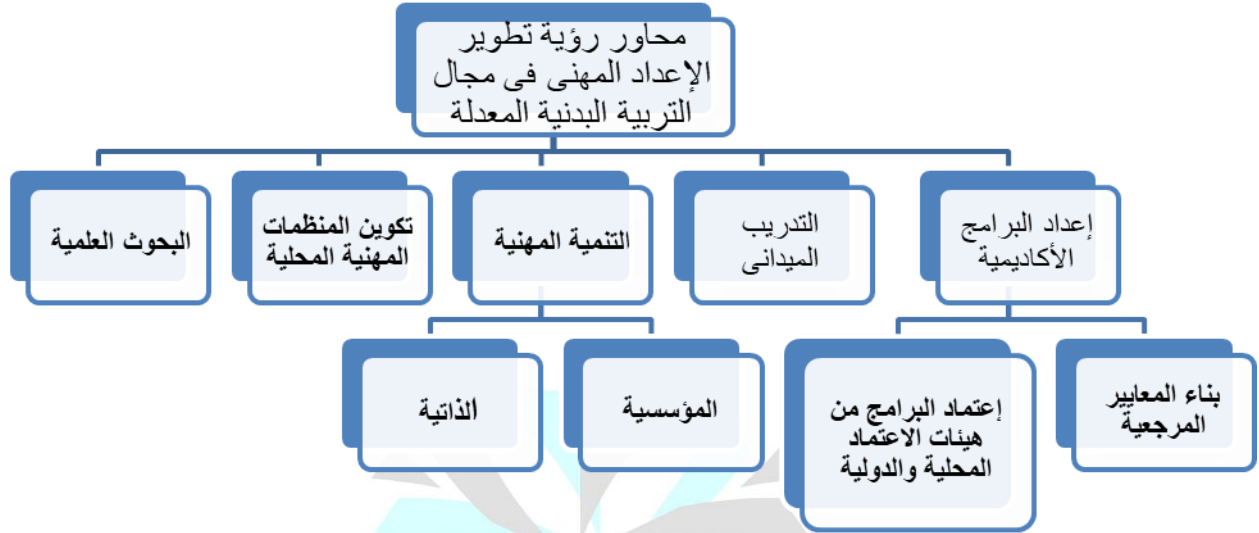 محاور رؤية تطوير
الإعداد المهنى فى مجال
التربية البدنية المعدلة
إعداد البرامج
الأكاديمية
التدريب
الميدانى
التنمية المهنية
تكوين المنظمات
المهنية المحلية
البحوث العلمية
بناء المعايير
المرجعية
إعتماد البرامج من
هيئات الاعتماد
المحلية والدولية
المؤسسية
الذاتية